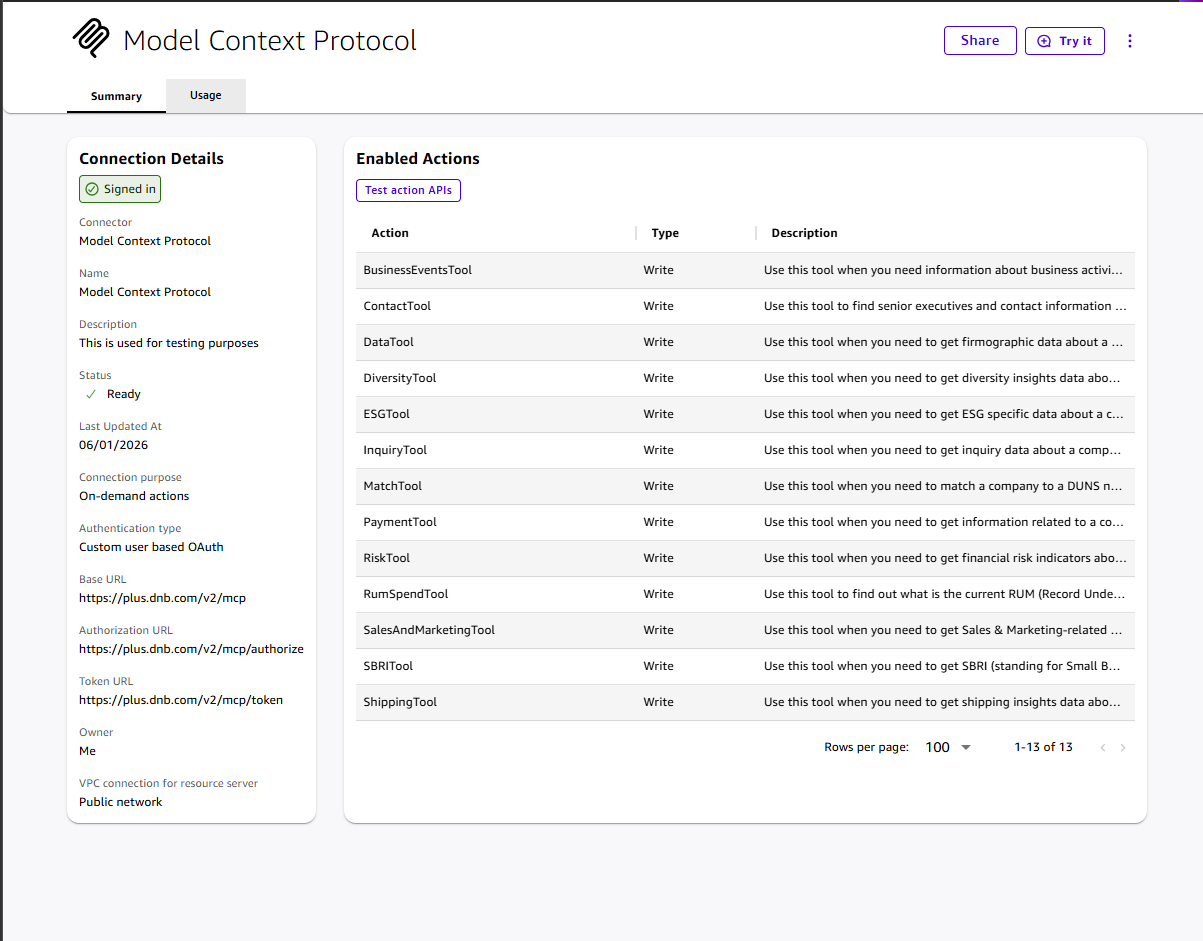 Model Context Protocol
Share
Try it
Summary
Usage
Connection Details
Signed in
Connector
Model Context Protocol
Name
Model Context Protocol
Description
This is used for testing purposes
Status
Ready
Last Updated At
06/01/2026
Connection purpose
On-demand actions
Authentication type
Custom user based OAuth
Base URL
https://plus.dnb.com/v2/mcp
Authorization URL
https://plus.dnb.com/v2/mcp/authorize
Token URL
https://plus.dnb.com/v2/mcp/token
Owner
Me
VPC connection for resource server
Public network
Enabled Actions
Test action APIs
Action Type Description
BusinessEventsTool Write Use this tool when you need information about business activi...
ContactTool Write Use this tool to find senior executives and contact information ...
DataTool Write Use this tool when you need to get firmographic data about a ...
DiversityTool Write Use this tool when you need to get diversity insights data abo...
ESGTool Write Use this tool when you need to get ESG specific data about a c...
InquiryTool Write Use this tool when you need to get inquiry data about a comp...
MatchTool Write Use this tool when you need to match a company to a DUNS n...
PaymentTool Write Use this tool when you need to get information related to a co...
RiskTool Write Use this tool when you need to get financial risk indicators abo...
RumSpendTool Write Use this tool to find out what is the current RUM (Record Unde...
SalesAndMarketingTool Write Use this tool when you need to get Sales & Marketing-related ...
SBRITool Write Use this tool when you need to get SBRI (standing for Small B...
ShippingTool Write Use this tool when you need to get shipping insights data abo...
Rows per page: 100 1-13 of 13